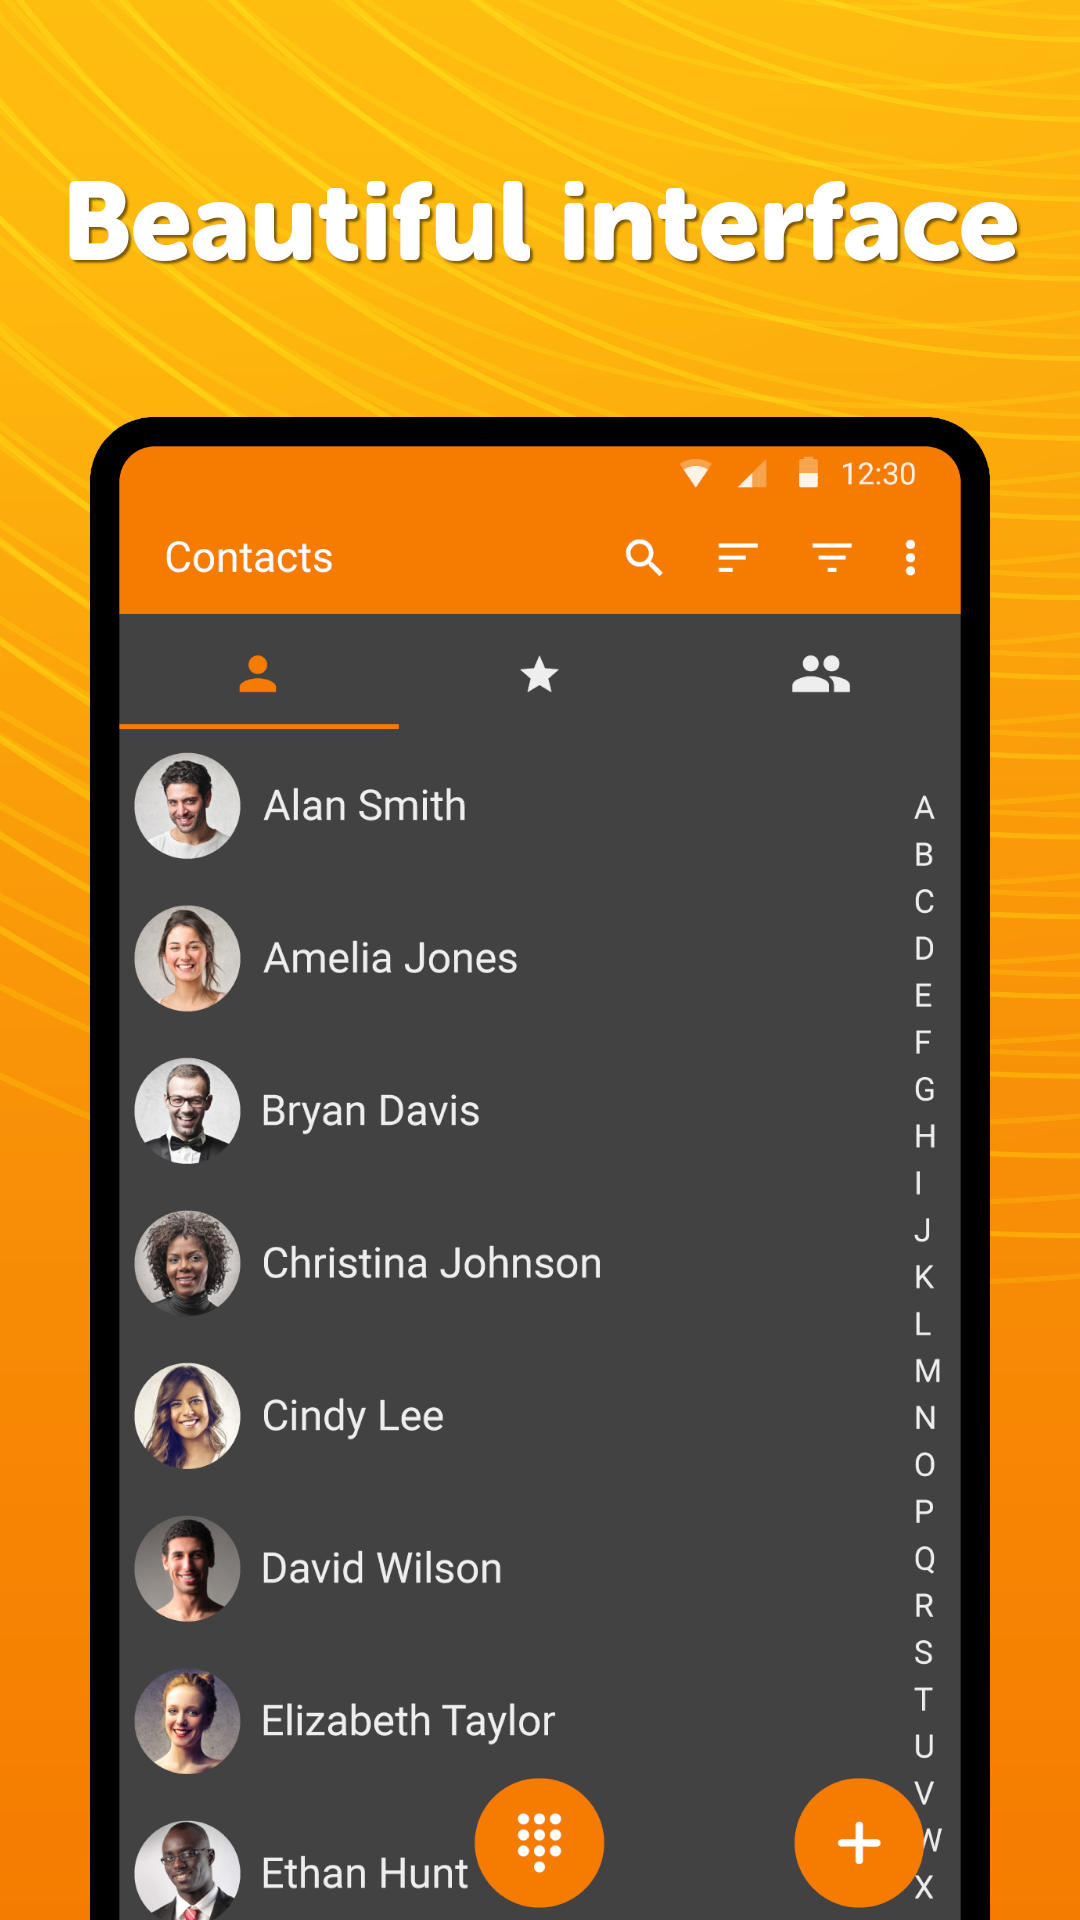 Beautiful interface
12:30
Contacts
Alan Smith
A
B
C
Amelia Jones
D
E
F
G
Bryan Davis
H
I
J
Christina Johnson
K
L
M
Cindy Lee
N
O
P
Q
David Wilson
R
S
T
Elizabeth Taylor
U
V
W
Ethan Hunt
X